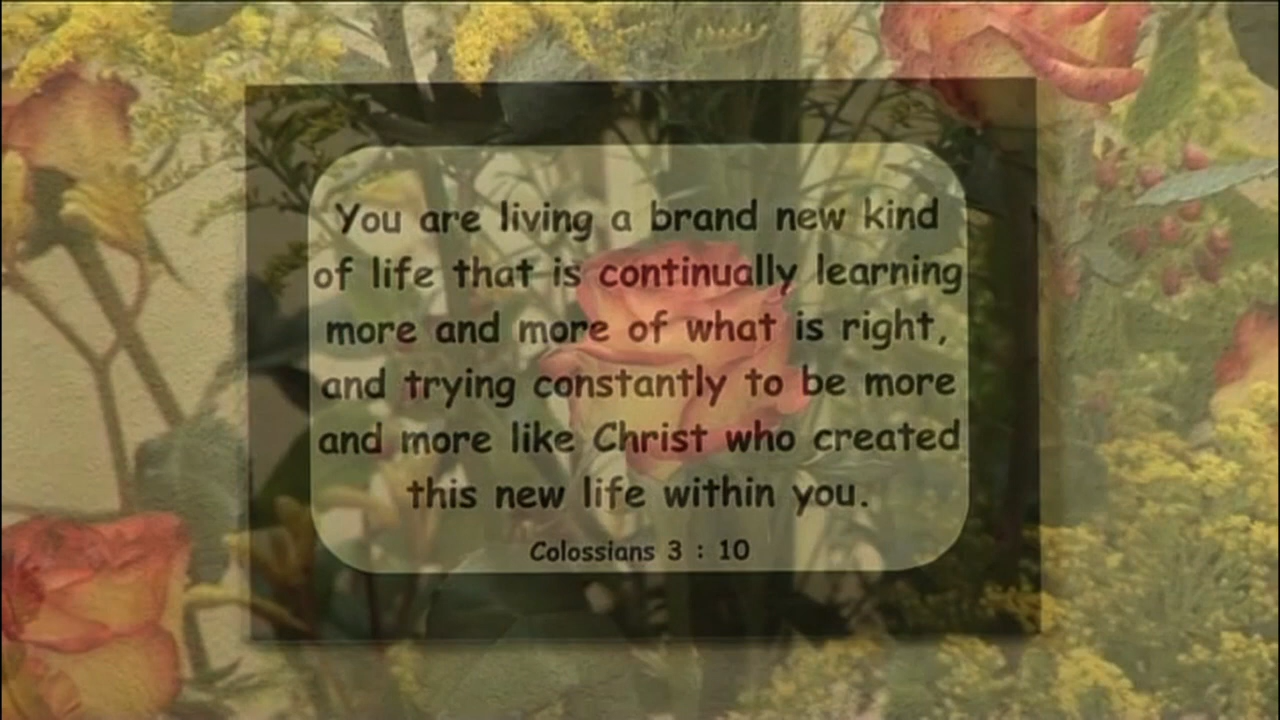 You are living a brand new kind
of life that is continually learning
more and more of what is right,
and trying constantly to be more
and more like Christ who created
this new life within you.
Colossians 3 : 10